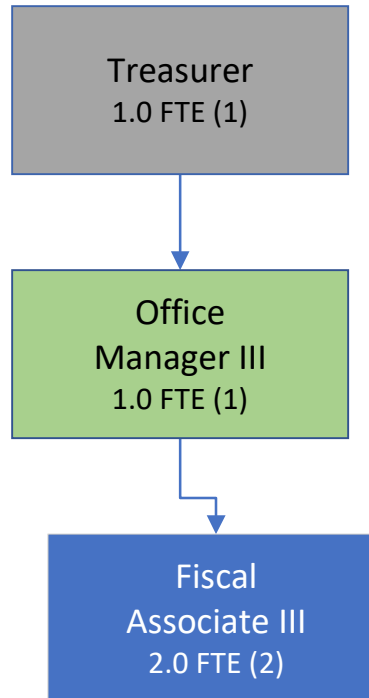 Treasurer
1.0 FTE (1)
Office
Manager III
1.0 FTE (1)
Fiscal
Associate III
2.0 FTE (2)